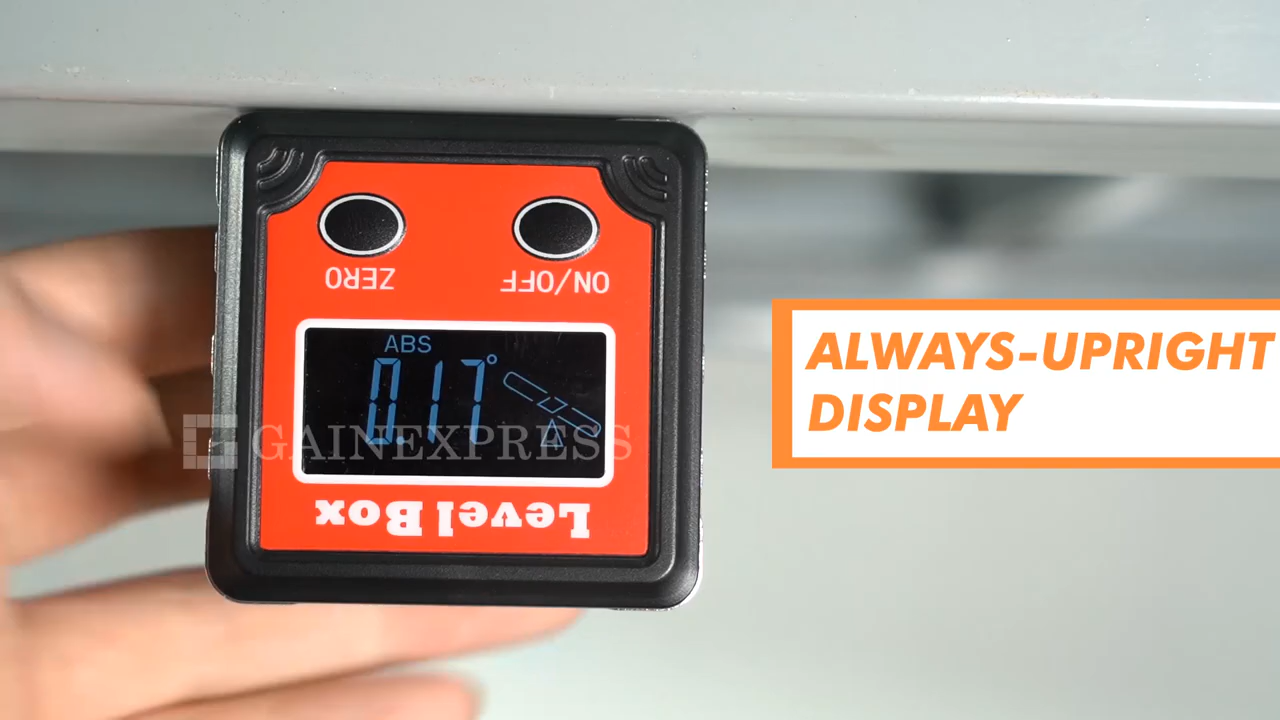 ZERO
ON/OFF
ABS
0.17°
GAINEXPRESS
Level Box
ALWAYS-UPRIGHT
DISPLAY